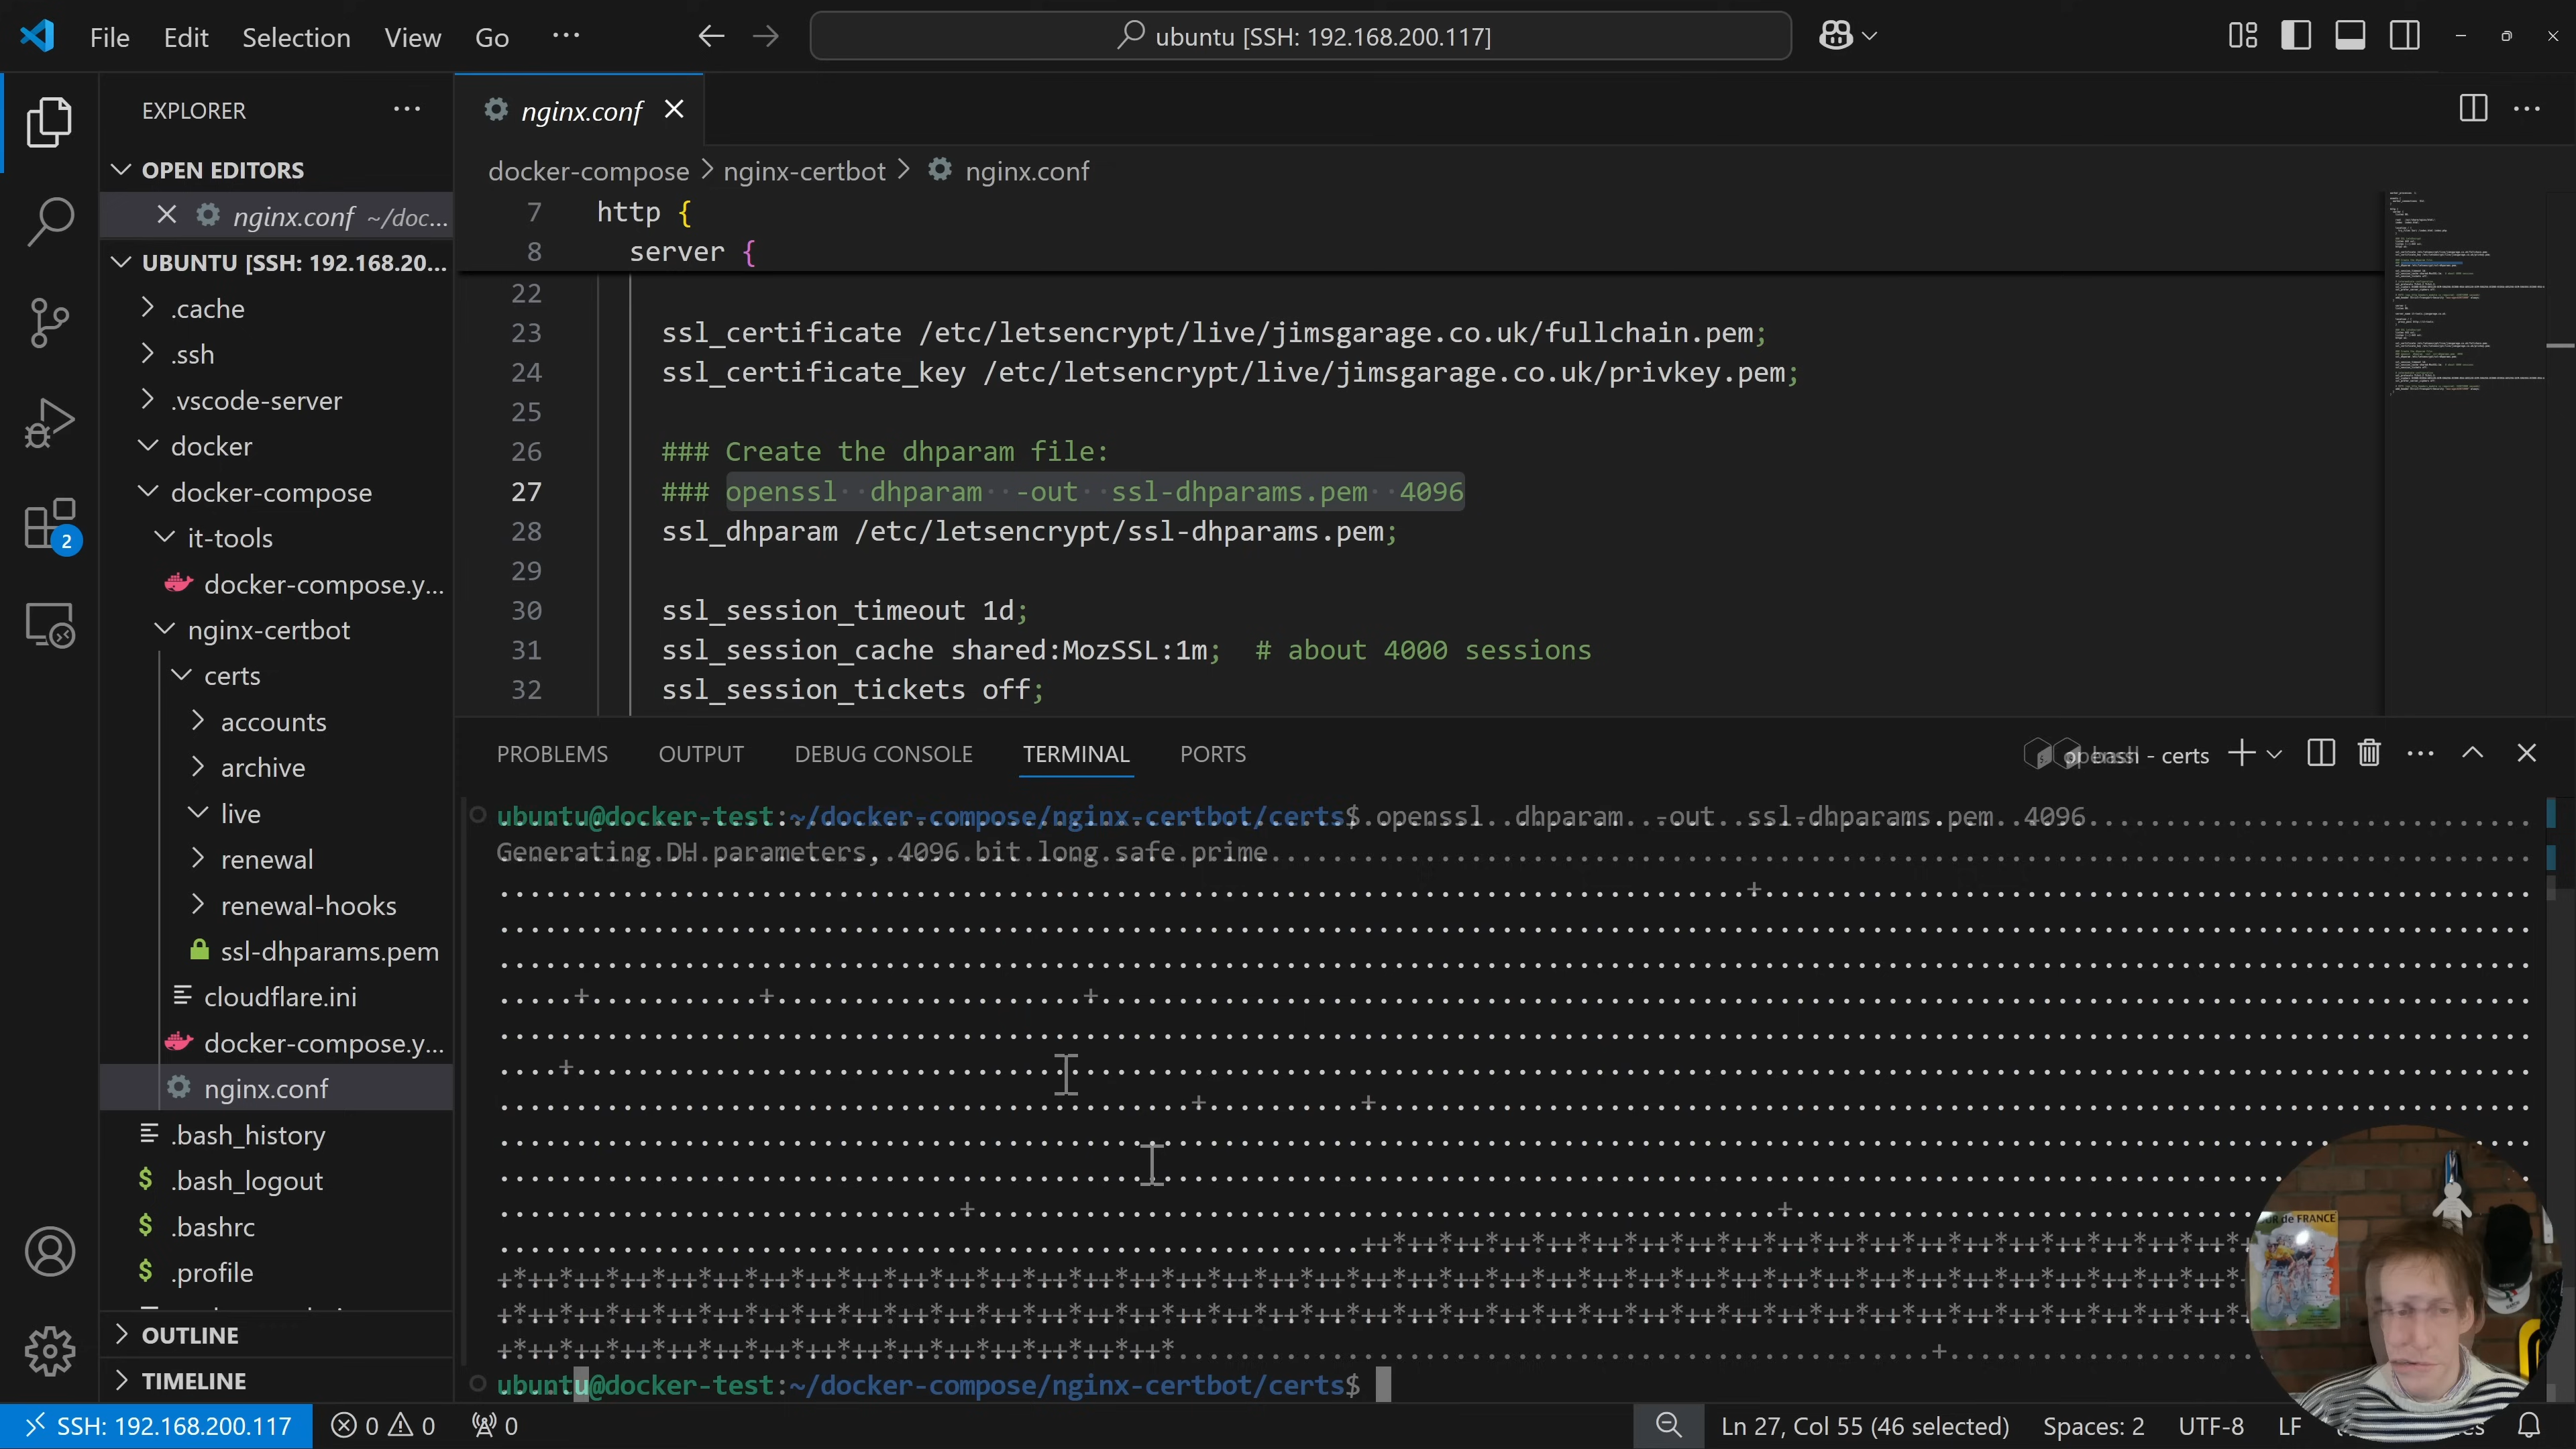 File Edit Selection View Go ··· ubuntu [SSH: 192.168.200.117]
EXPLORER
OPEN EDITORS
nginx.conf ~/doc...
UBUNTU [SSH: 192.168.20...
.cache
.ssh
.vscode-server
docker
docker-compose
it-tools
docker-compose.y...
nginx-certbot
certs
accounts
archive
live
renewal
renewal-hooks
ssl-dhparams.pem
cloudflare.ini
docker-compose.y...
nginx.conf
.bash_history
.bash_logout
.bashrc
.profile
OUTLINE
TIMELINE
2
nginx.conf
docker-compose > nginx-certbot > nginx.conf
7 http {
8 server {
22
23 ssl_certificate /etc/letsencrypt/live/jimsgarage.co.uk/fullchain.pem;
24 ssl_certificate_key /etc/letsencrypt/live/jimsgarage.co.uk/privkey.pem;
25
26 ### Create the dhparam file:
27 ### openssl dhparam -out ssl-dhparams.pem 4096
28 ssl_dhparam /etc/letsencrypt/ssl-dhparams.pem;
29
30 ssl_session_timeout 1d;
31 ssl_session_cache shared:MozSSL:1m; # about 4000 sessions
32 ssl_session_tickets off;
PROBLEMS OUTPUT DEBUG CONSOLE TERMINAL PORTS
bash - certs
ubuntu@docker-test:~/docker-compose/nginx-certbot/certs$ openssl dhparam -out ssl-dhparams.pem 4096
Generating DH parameters, 4096 bit long safe prime
ubuntu@docker-test:~/docker-compose/nginx-certbot/certs$
SSH: 192.168.200.117 0 0 0 Ln 27, Col 55 (46 selected) Spaces: 2 UTF-8 LF